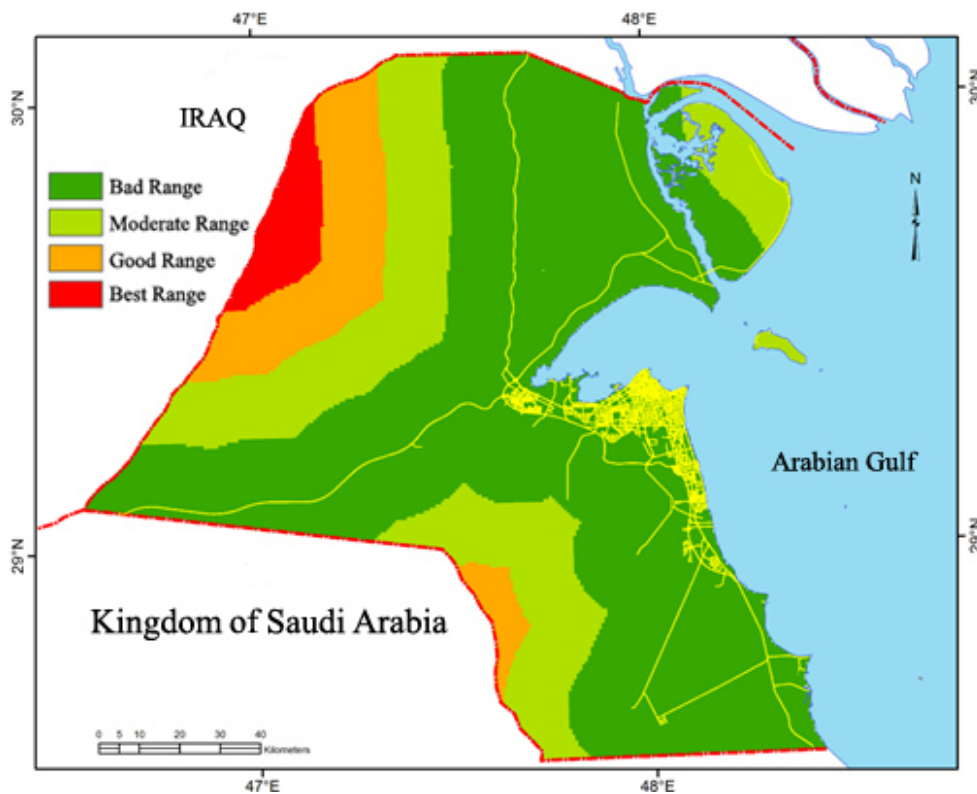 47°E
48°E
30°N
30°N
IRAQ
N
Bad Range
Moderate Range
Good Range
Best Range
Arabian Gulf
29°N
29°N
Kingdom of Saudi Arabia
0 5 10 20 30 40
Kilometers
47°E
48°E